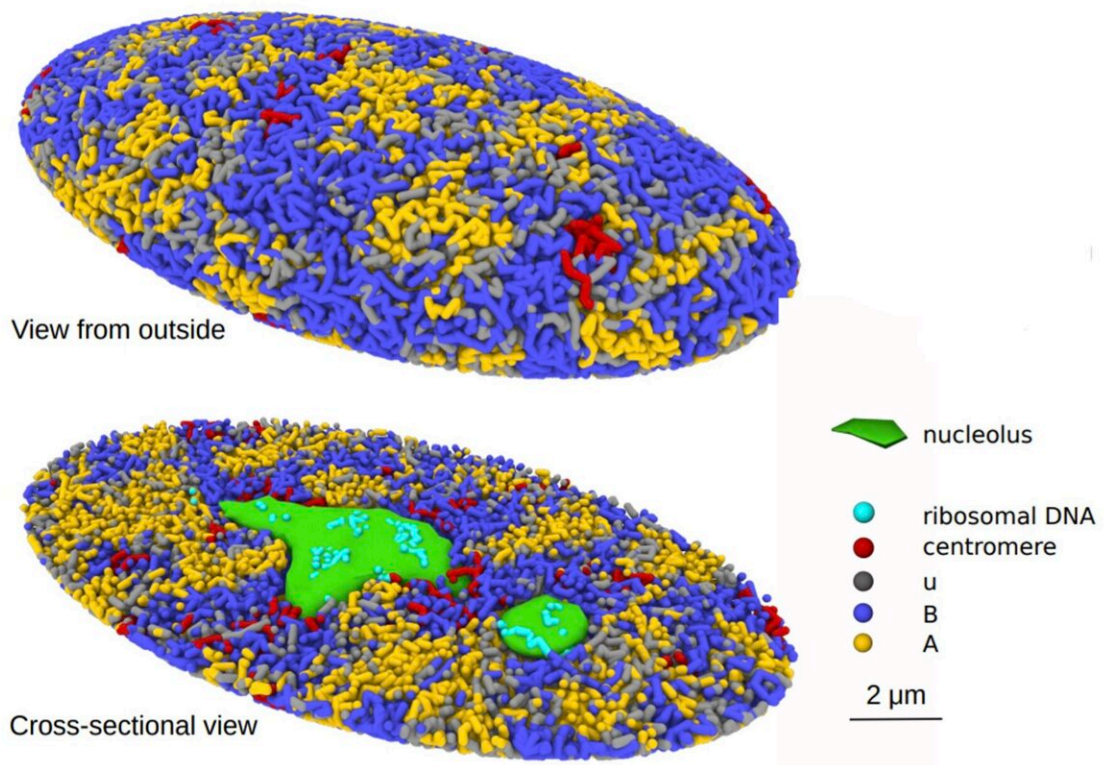 View from outside
nucleolus
ribosomal DNA
centromere
u
B
A
2 μm
Cross-sectional view